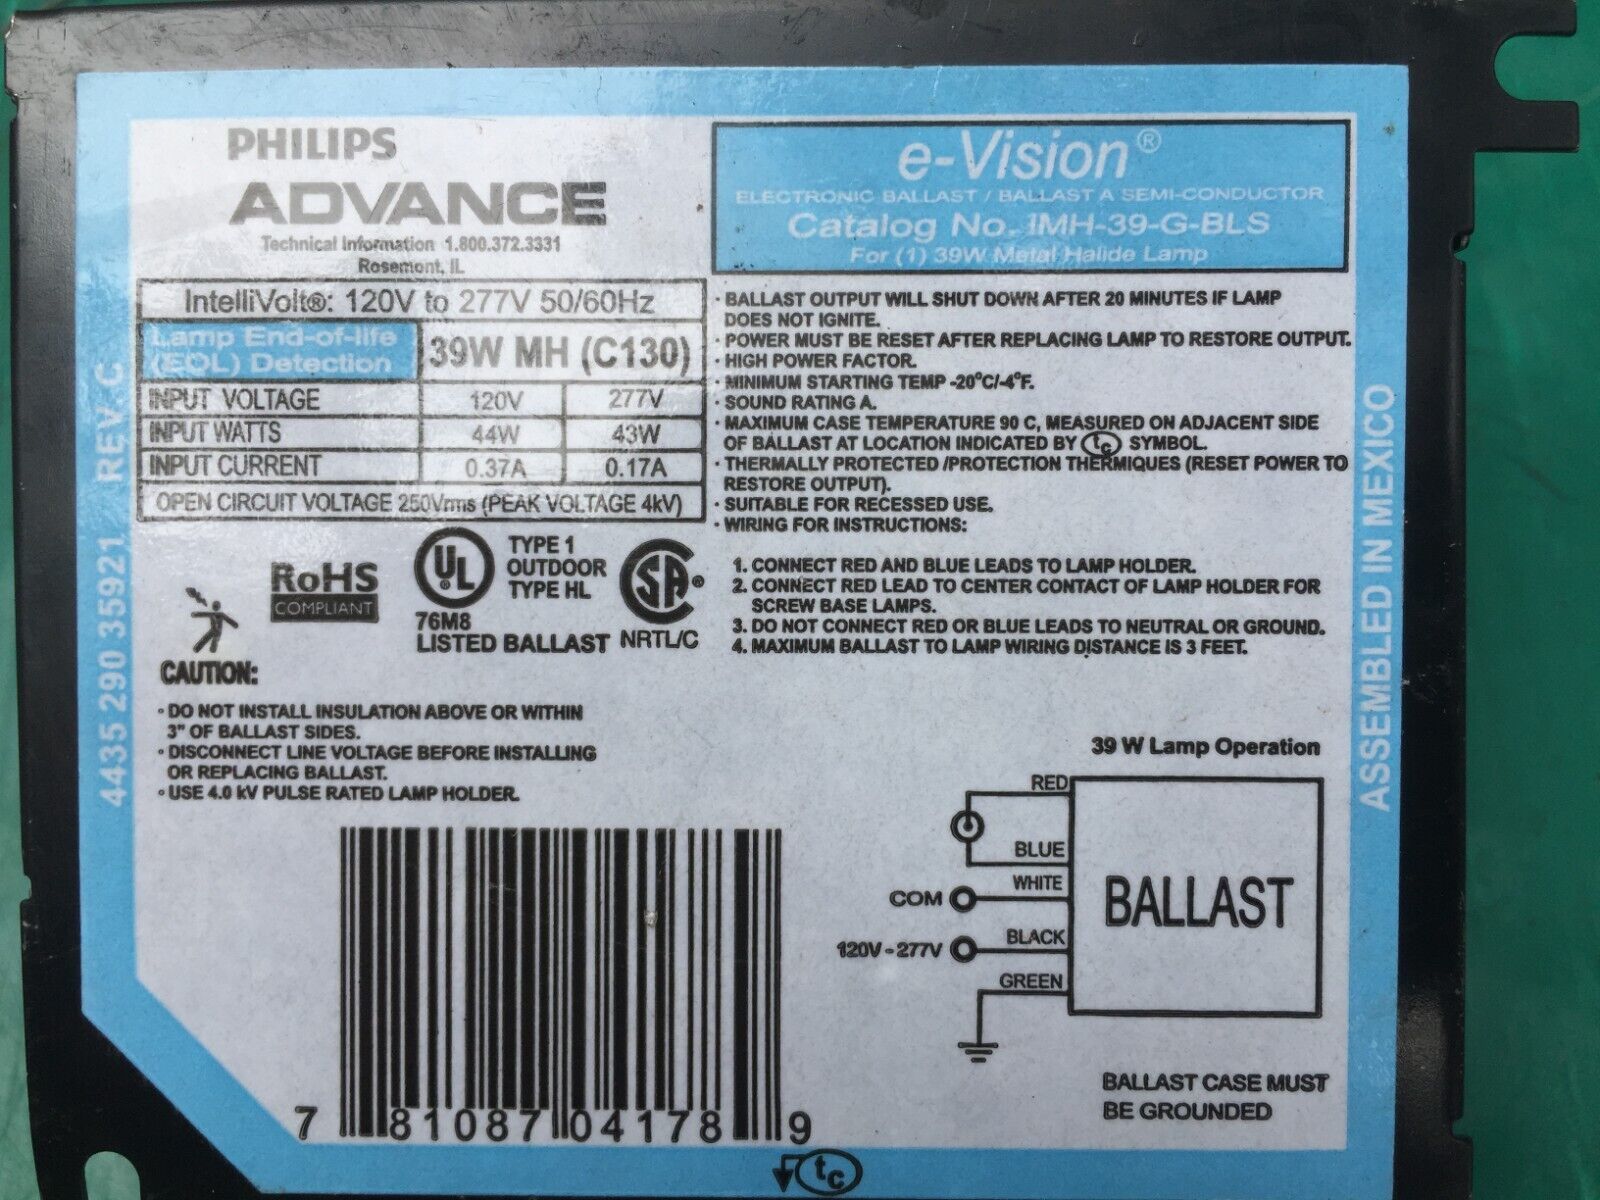 PHILIPS
ADVANCE
Technical Information 1.800.372.3331
Rosemont, IL
e-Vision®
ELECTRONIC BALLAST / BALLAST A SEMI-CONDUCTOR
Catalog No. IMH-39-G-BLS
For (1) 39W Metal Halide Lamp
IntelliVolt®: 120V to 277V 50/60Hz
Lamp End-of-life
(EOL) Detection
39W MH (C130)
INPUT VOLTAGE 120V 277V
INPUT WATTS 44W 43W
INPUT CURRENT 0.37A 0.17A
OPEN CIRCUIT VOLTAGE 250Vrms (PEAK VOLTAGE 4kV)
· BALLAST OUTPUT WILL SHUT DOWN AFTER 20 MINUTES IF LAMP
DOES NOT IGNITE.
· POWER MUST BE RESET AFTER REPLACING LAMP TO RESTORE OUTPUT.
· HIGH POWER FACTOR.
· MINIMUM STARTING TEMP -20°C/-4°F.
· SOUND RATING A.
· MAXIMUM CASE TEMPERATURE 90 C, MEASURED ON ADJACENT SIDE
OF BALLAST AT LOCATION INDICATED BY tc SYMBOL.
· THERMALLY PROTECTED /PROTECTION THERMIQUES (RESET POWER TO
RESTORE OUTPUT).
· SUITABLE FOR RECESSED USE.
· WIRING FOR INSTRUCTIONS:
1. CONNECT RED AND BLUE LEADS TO LAMP HOLDER.
2. CONNECT RED LEAD TO CENTER CONTACT OF LAMP HOLDER FOR
SCREW BASE LAMPS.
3. DO NOT CONNECT RED OR BLUE LEADS TO NEUTRAL OR GROUND.
4. MAXIMUM BALLAST TO LAMP WIRING DISTANCE IS 3 FEET.
RoHS
COMPLIANT
UL®
TYPE 1
OUTDOOR
TYPE HL
76M8
LISTED BALLAST
SA®
NRTL/C
CAUTION:
· DO NOT INSTALL INSULATION ABOVE OR WITHIN
3" OF BALLAST SIDES.
· DISCONNECT LINE VOLTAGE BEFORE INSTALLING
OR REPLACING BALLAST.
· USE 4.0 kV PULSE RATED LAMP HOLDER.
39 W Lamp Operation
RED
BLUE
COM WHITE
120V - 277V BLACK
GREEN
BALLAST
BALLAST CASE MUST
BE GROUNDED
7 81087 04178 9
tc
4435 290 35921 REV C
ASSEMBLED IN MEXICO